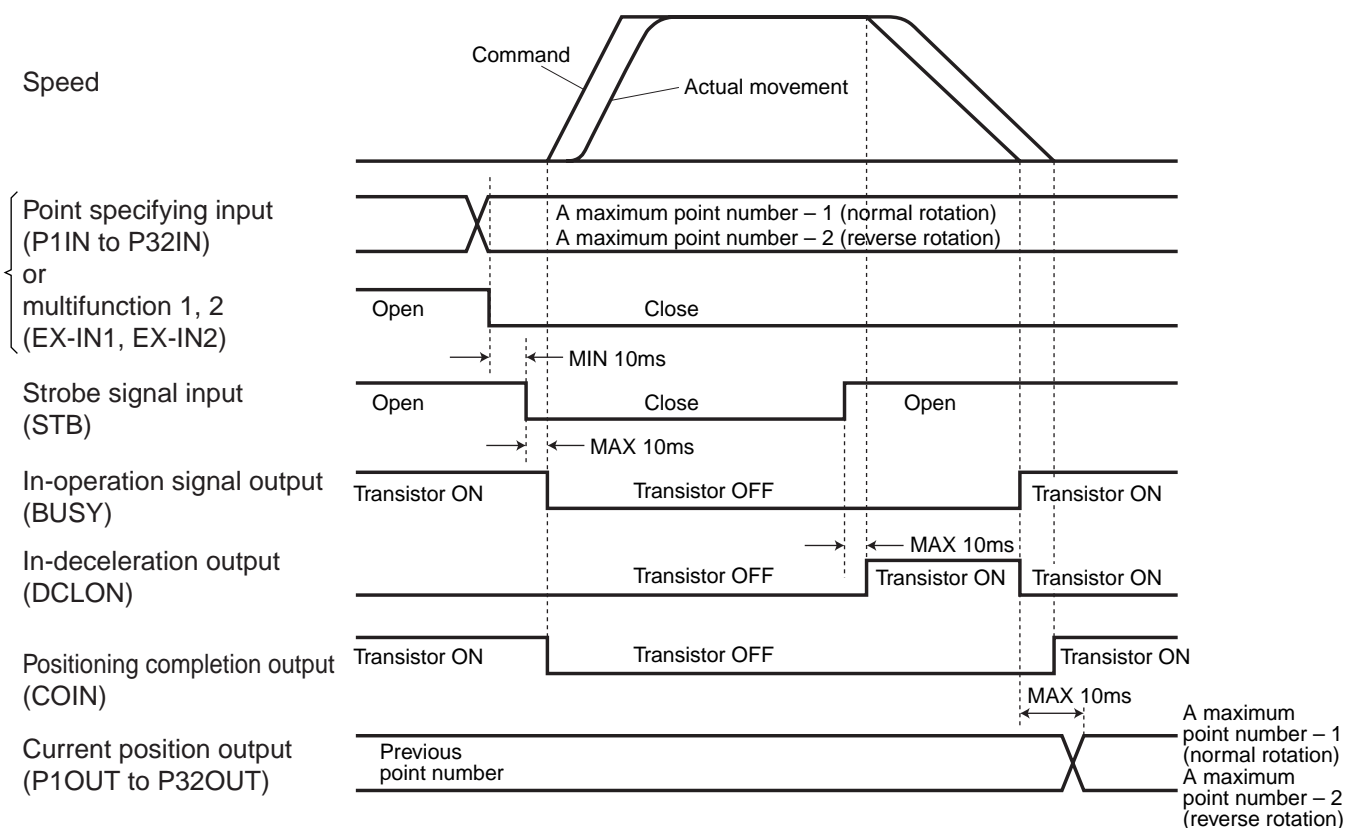 Command
Speed
Actual movement
Point specifying input
(P1IN to P32IN)
or
multifunction 1, 2
(EX-IN1, EX-IN2)
A maximum point number – 1 (normal rotation)
A maximum point number – 2 (reverse rotation)
Open
Close
MIN 10ms
Strobe signal input
(STB)
Open
Close
Open
MAX 10ms
In-operation signal output
(BUSY)
Transistor ON
Transistor OFF
Transistor ON
MAX 10ms
In-deceleration output
(DCLON)
Transistor OFF
Transistor ON
Transistor ON
Positioning completion output
(COIN)
Transistor ON
Transistor OFF
Transistor ON
MAX 10ms
Current position output
(P1OUT to P32OUT)
Previous
point number
A maximum
point number – 1
(normal rotation)
A maximum
point number – 2
(reverse rotation)